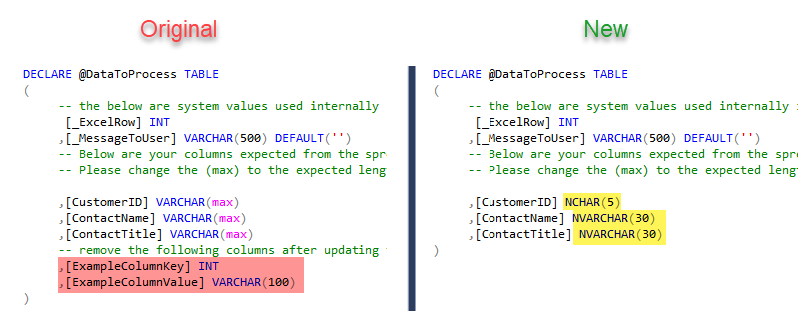 Original
DECLARE @DataToProcess TABLE
(
-- the below are system values used internally
[_ExcelRow] INT
,[_MessageToUser] VARCHAR(500) DEFAULT('')
-- Below are your columns expected from the spr
-- Please change the (max) to the expected leng
,[CustomerID] VARCHAR(max)
,[ContactName] VARCHAR(max)
,[ContactTitle] VARCHAR(max)
-- remove the following columns after updating
,[ExampleColumnKey] INT
,[ExampleColumnValue] VARCHAR(100)
)
New
DECLARE @DataToProcess TABLE
(
-- the below are system values used internally
[_ExcelRow] INT
,[_MessageToUser] VARCHAR(500) DEFAULT('')
-- Below are your columns expected from the spre
-- Please change the (max) to the expected lengt
,[CustomerID] NCHAR(5)
,[ContactName] NVARCHAR(30)
,[ContactTitle] NVARCHAR(30)
)